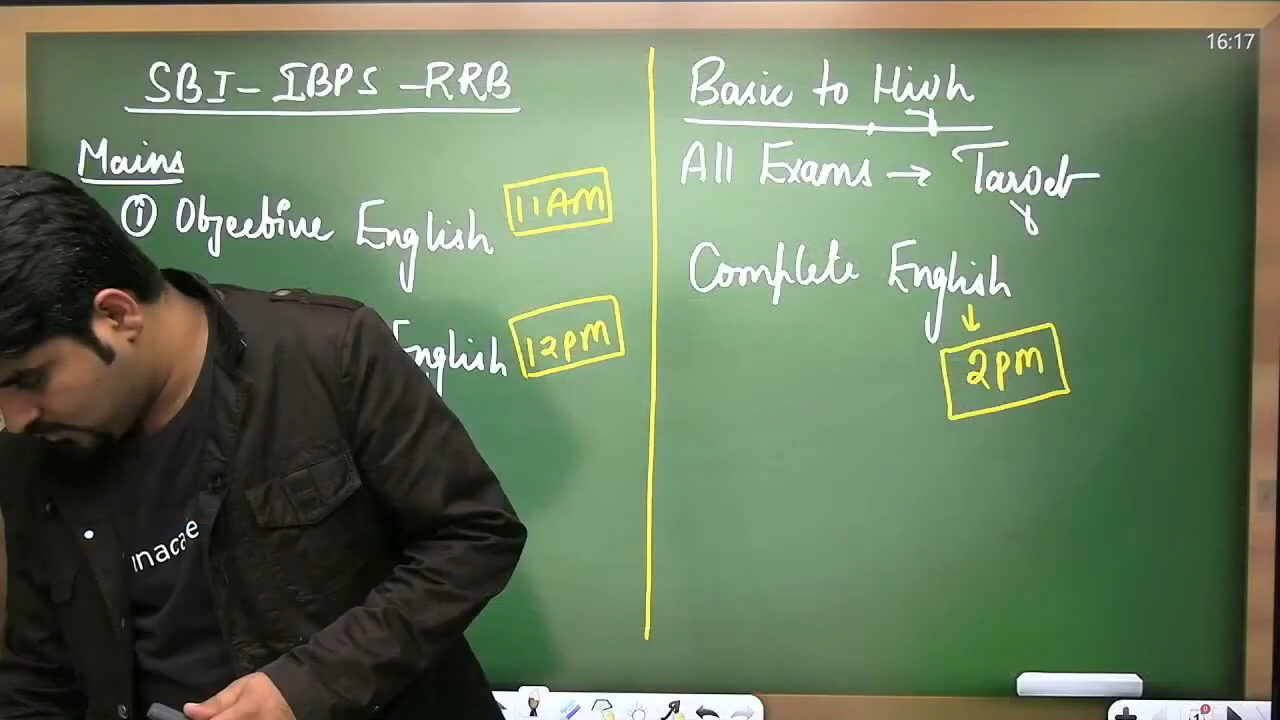 16:17
SBI - IBPS - RRB
Mains
① Objective English 11AM
English 12pm
Basic to High
All Exams → Target
Complete English
2pm
nacade